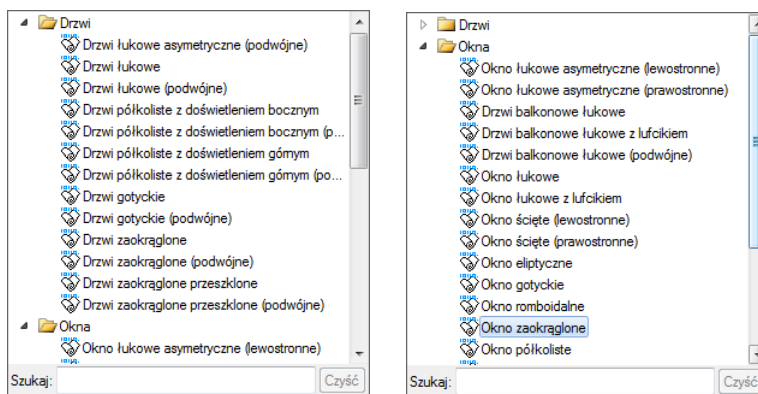 Drzwi
Drzwi łukowe asymetryczne (podwójne)
Drzwi łukowe
Drzwi łukowe (podwójne)
Drzwi półkoliste z doświetleniem bocznym
Drzwi półkoliste z doświetleniem bocznym (p...
Drzwi półkoliste z doświetleniem górnym
Drzwi półkoliste z doświetleniem górnym (po...
Drzwi gotyckie
Drzwi gotyckie (podwójne)
Drzwi zaokrąglone
Drzwi zaokrąglone (podwójne)
Drzwi zaokrąglone przeszklone
Drzwi zaokrąglone przeszklone (podwójne)
Okna
Okno łukowe asymetryczne (lewostronne)
Szukaj:
Czyść
Drzwi
Okna
Okno łukowe asymetryczne (lewostronne)
Okno łukowe asymetryczne (prawostronne)
Drzwi balkonowe łukowe
Drzwi balkonowe łukowe z lufcikiem
Drzwi balkonowe łukowe (podwójne)
Okno łukowe
Okno łukowe z lufcikiem
Okno ścięte (lewostronne)
Okno ścięte (prawostronne)
Okno eliptyczne
Okno gotyckie
Okno romboidalne
Okno zaokrąglone
Okno półkoliste
Szukaj:
Czyść